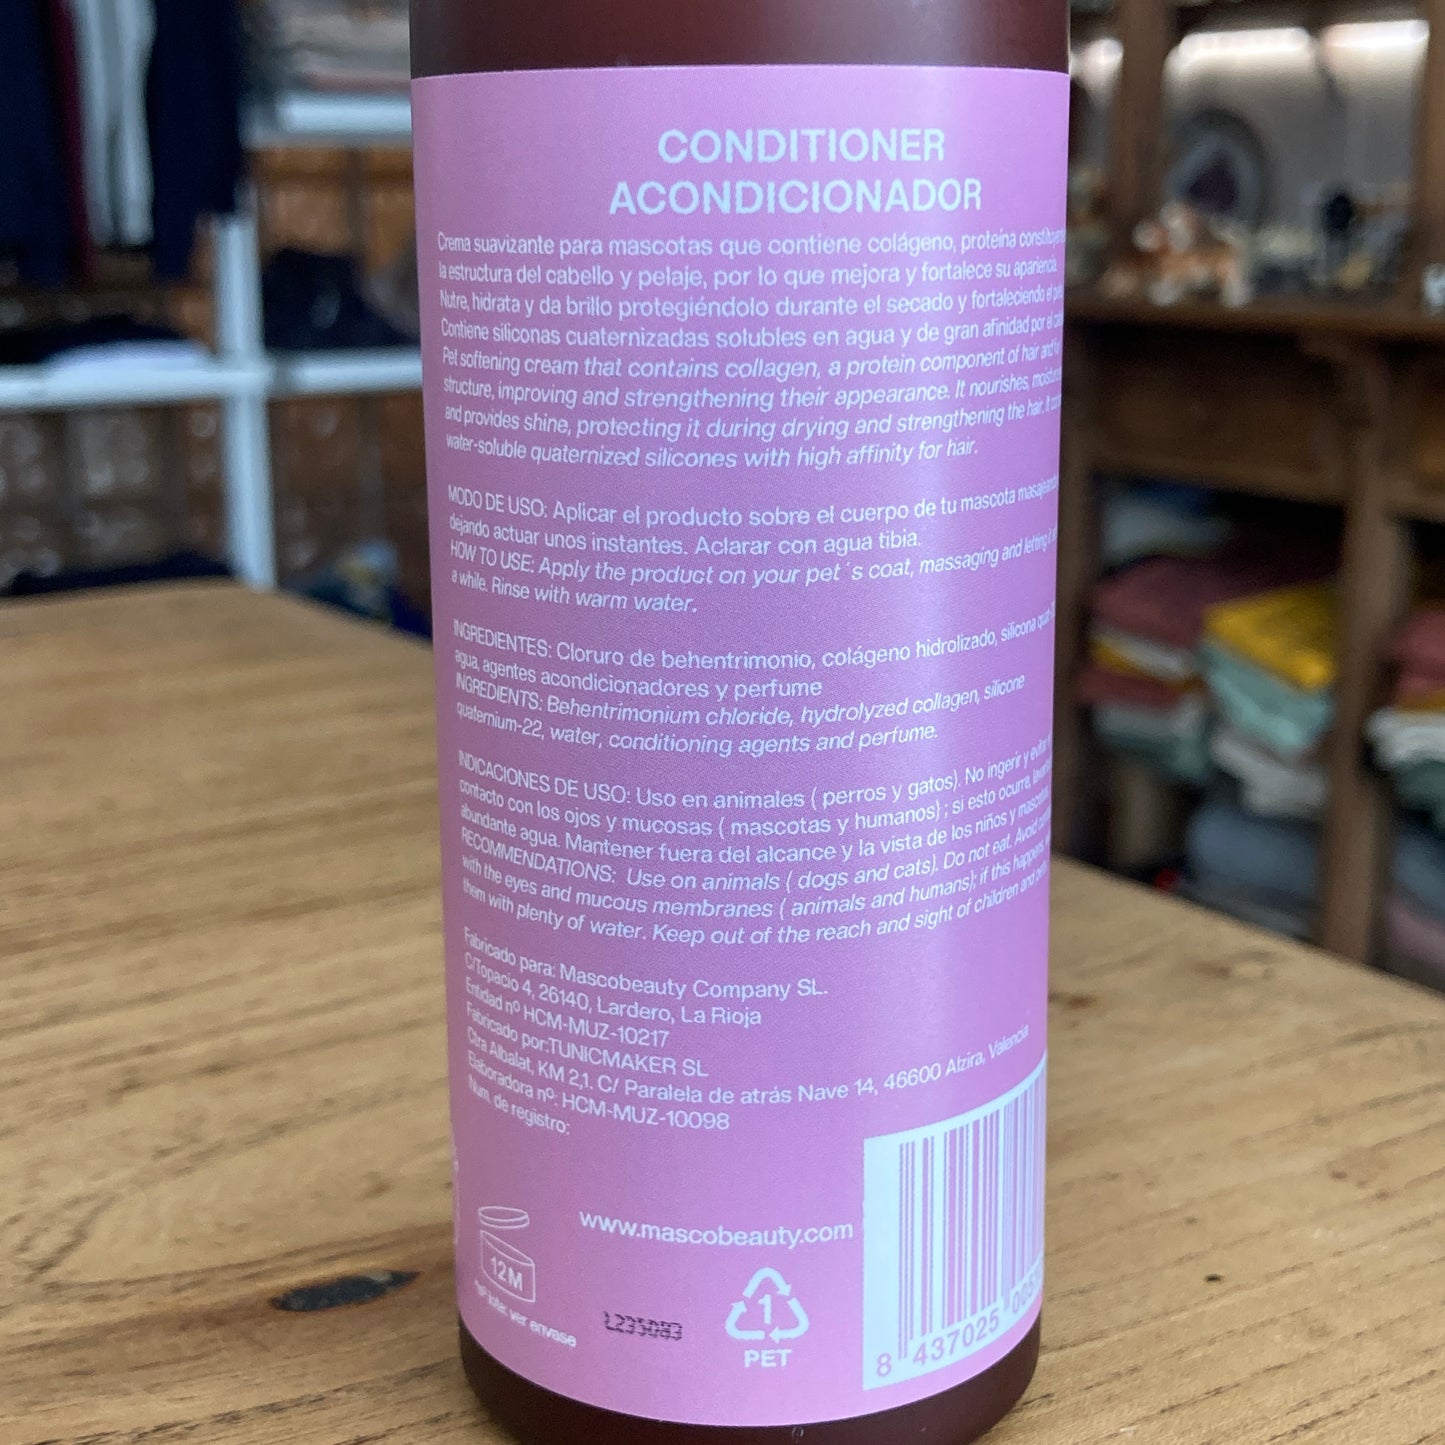 CONDITIONER
ACONDICIONADOR
Crema suavizante para mascotas que contiene colágeno, proteína
la estructura del cabello y pelaje, por lo que mejora y fortalece su apariencia.
Nutre, hidrata y da brillo protegiéndolo durante el secado y fortaleciendo el
Contiene siliconas cuaternizadas solubles en agua y de gran afinidad por el
Pet softening cream that contains collagen, a protein component of hair and
structure, improving and strengthening their appearance. It nourishes,
and provides shine, protecting it during drying and strengthening the hair. It
water-soluble quaternized silicones with high affinity for hair.
MODO DE USO: Aplicar el producto sobre el cuerpo de tu mascota
dejando actuar unos instantes. Aclarar con agua tibia.
HOW TO USE: Apply the product on your pet´s coat, massaging and letting it
a while. Rinse with warm water.
INGREDIENTES: Cloruro de behentrimonio, colágeno hidrolizado, silicona
agua, agentes acondicionadores y perfume
INGREDIENTS: Behentrimonium chloride, hydrolyzed collagen, silicone
quaternium-22, water, conditioning agents and perfume.
INDICACIONES DE USO: Uso en animales ( perros y gatos). No ingerir y evitar
contacto con los ojos y mucosas ( mascotas y humanos) ; si esto ocurre,
abundante agua. Mantener fuera del alcance y la vista de los niños y mascotas.
RECOMMENDATIONS: Use on animals ( dogs and cats). Do not eat. Avoid
with the eyes and mucous membranes ( animals and humans); if this happens,
them with plenty of water. Keep out of the reach and sight of children and
Fabricado para: Mascobeauty Company SL.
C/Topacio 4, 26140, Lardero, La Rioja
Entidad nº HCM-MUZ-10217
Fabricado por:TUNICMAKER SL
Ctra Albalat, KM 2,1. C/ Paralela de atrás Nave 14, 46600 Alzira, Valencia
Elaboradora nº: HCM-MUZ-10098
Num. de registro:
www.mascobeauty.com
12M
nº lote: ver envase
L235083
1
PET
8 437025